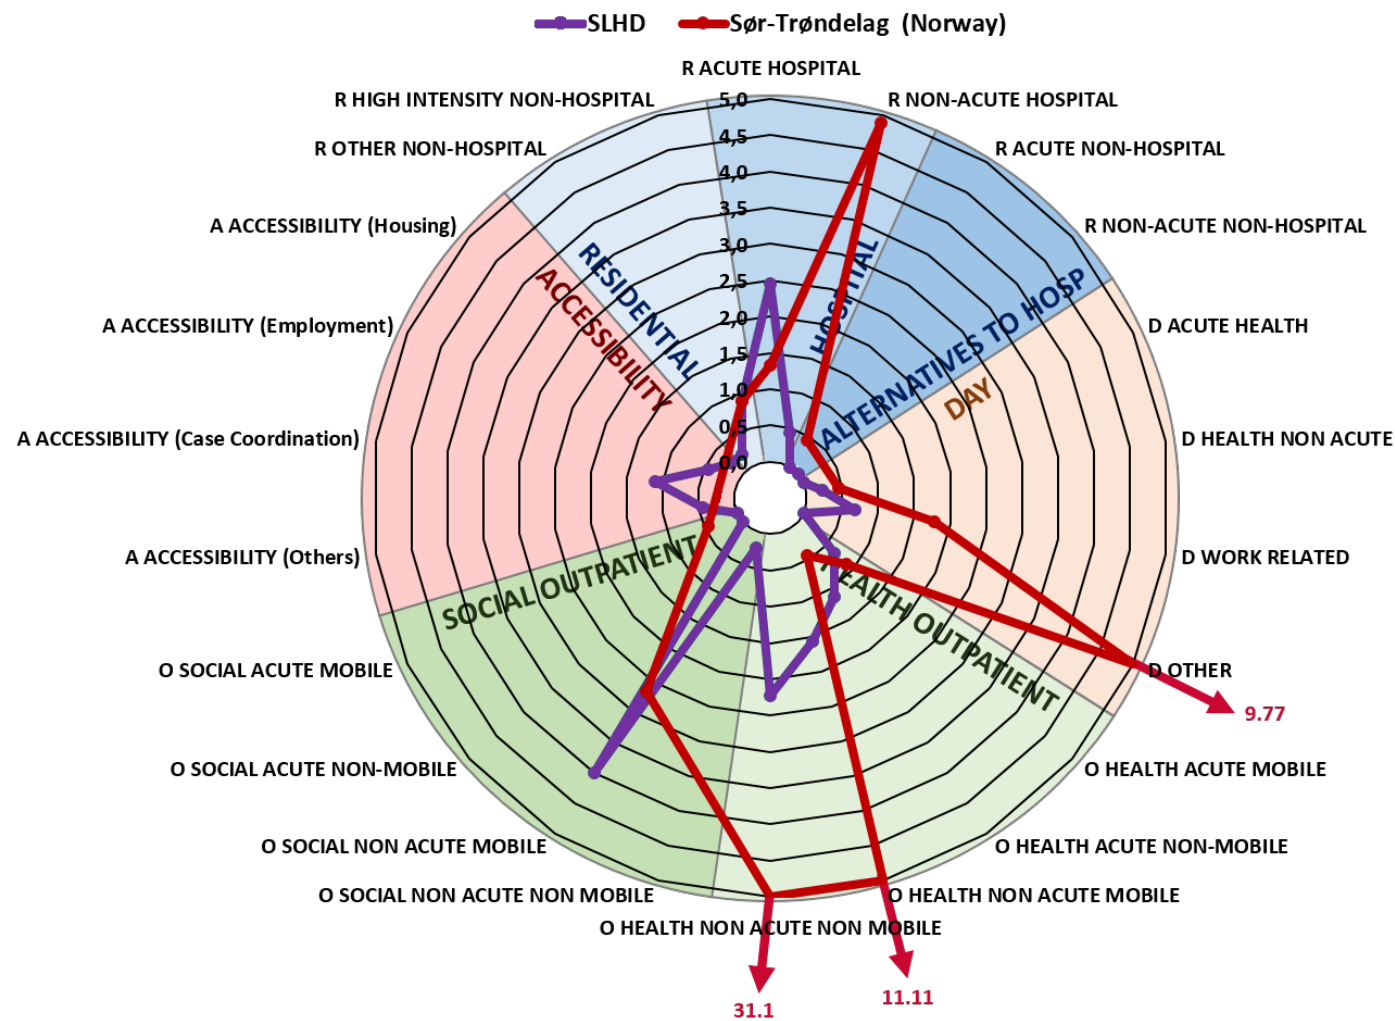 SLHD
Sør-Trøndelag (Norway)
R ACUTE HOSPITAL
R HIGH INTENSITY NON-HOSPITAL
R NON-ACUTE HOSPITAL
R OTHER NON-HOSPITAL
R ACUTE NON-HOSPITAL
A ACCESSIBILITY (Housing)
R NON-ACUTE NON-HOSPITAL
A ACCESSIBILITY (Employment)
D ACUTE HEALTH
A ACCESSIBILITY (Case Coordination)
D HEALTH NON ACUTE
A ACCESSIBILITY (Others)
D WORK RELATED
O SOCIAL ACUTE MOBILE
D OTHER
O SOCIAL ACUTE NON-MOBILE
O HEALTH ACUTE MOBILE
O SOCIAL NON ACUTE MOBILE
O HEALTH ACUTE NON-MOBILE
O SOCIAL NON ACUTE NON MOBILE
O HEALTH NON ACUTE MOBILE
O HEALTH NON ACUTE NON MOBILE
5,0
4,5
4,0
3,5
3,0
2,5
2,0
1,5
1,0
0,5
0,0
RESIDENTIAL
ACCESSIBILITY
HOSPITAL
ALTERNATIVES TO HOSP
DAY
SOCIAL OUTPATIENT
HEALTH OUTPATIENT
9.77
11.11
31.1